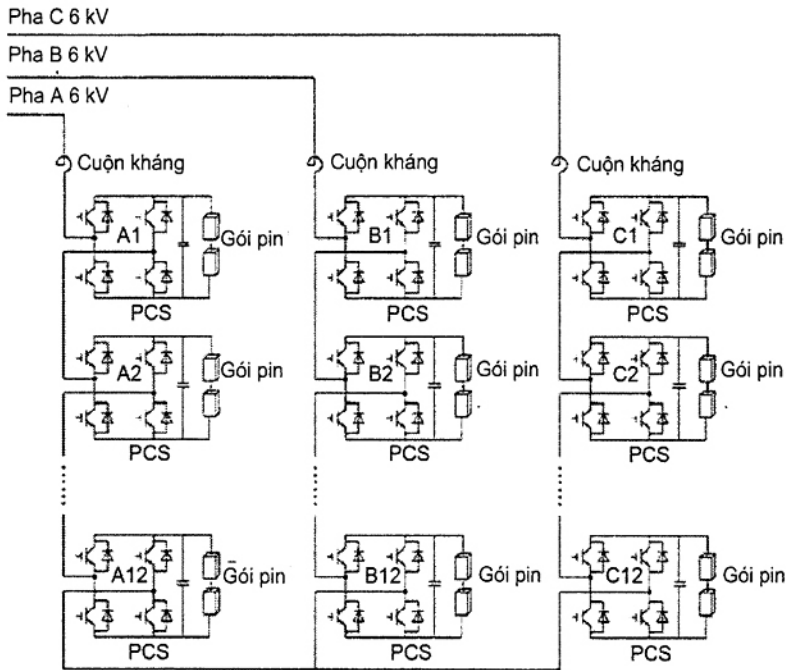 Pha C 6 kV
Pha B 6 kV
Pha A 6 kV
Cuộn kháng Cuộn kháng Cuộn kháng
A1 Gói pin B1 Gói pin C1 Gói pin
PCS PCS PCS
A2 Gói pin B2 Gói pin C2 Gói pin
PCS PCS PCS
A12 Gói pin B12 Gói pin C12 Gói pin
PCS PCS PCS